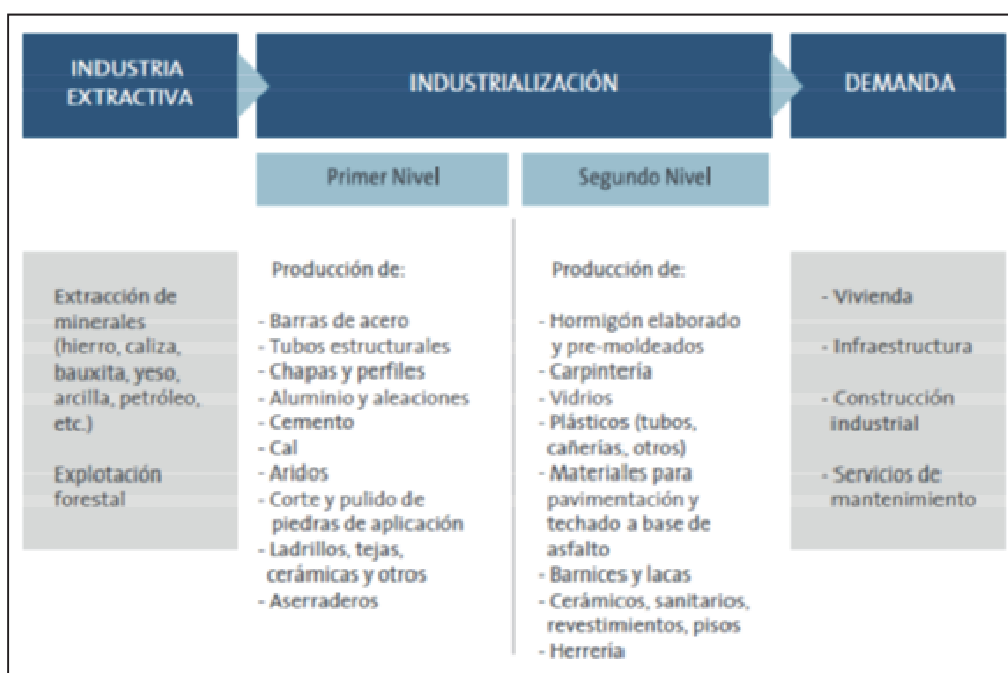 INDUSTRIA
EXTRACTIVA
INDUSTRIALIZACIÓN
DEMANDA
Primer Nivel
Segundo Nivel
Extracción de
minerales
(hierro, caliza,
bauxita, yeso,
arcilla, petróleo,
etc.)
Explotación
forestal
Producción de:
- Barras de acero
- Tubos estructurales
- Chapas y perfiles
- Aluminio y aleaciones
- Cemento
- Cal
- Aridos
- Corte y pulido de
piedras de aplicación
- Ladrillos, tejas,
cerámicas y otros
- Aserraderos
Producción de:
- Hormigón elaborado
y pre-moldeados
- Carpintería
- Vidrios
- Plásticos (tubos,
cañerías, otros)
- Materiales para
pavimentación y
techado a base de
asfalto
- Barnices y lacas
- Cerámicos, sanitarios,
revestimientos, pisos
- Herrería
- Vivienda
- Infraestructura
- Construcción
industrial
- Servicios de
mantenimiento